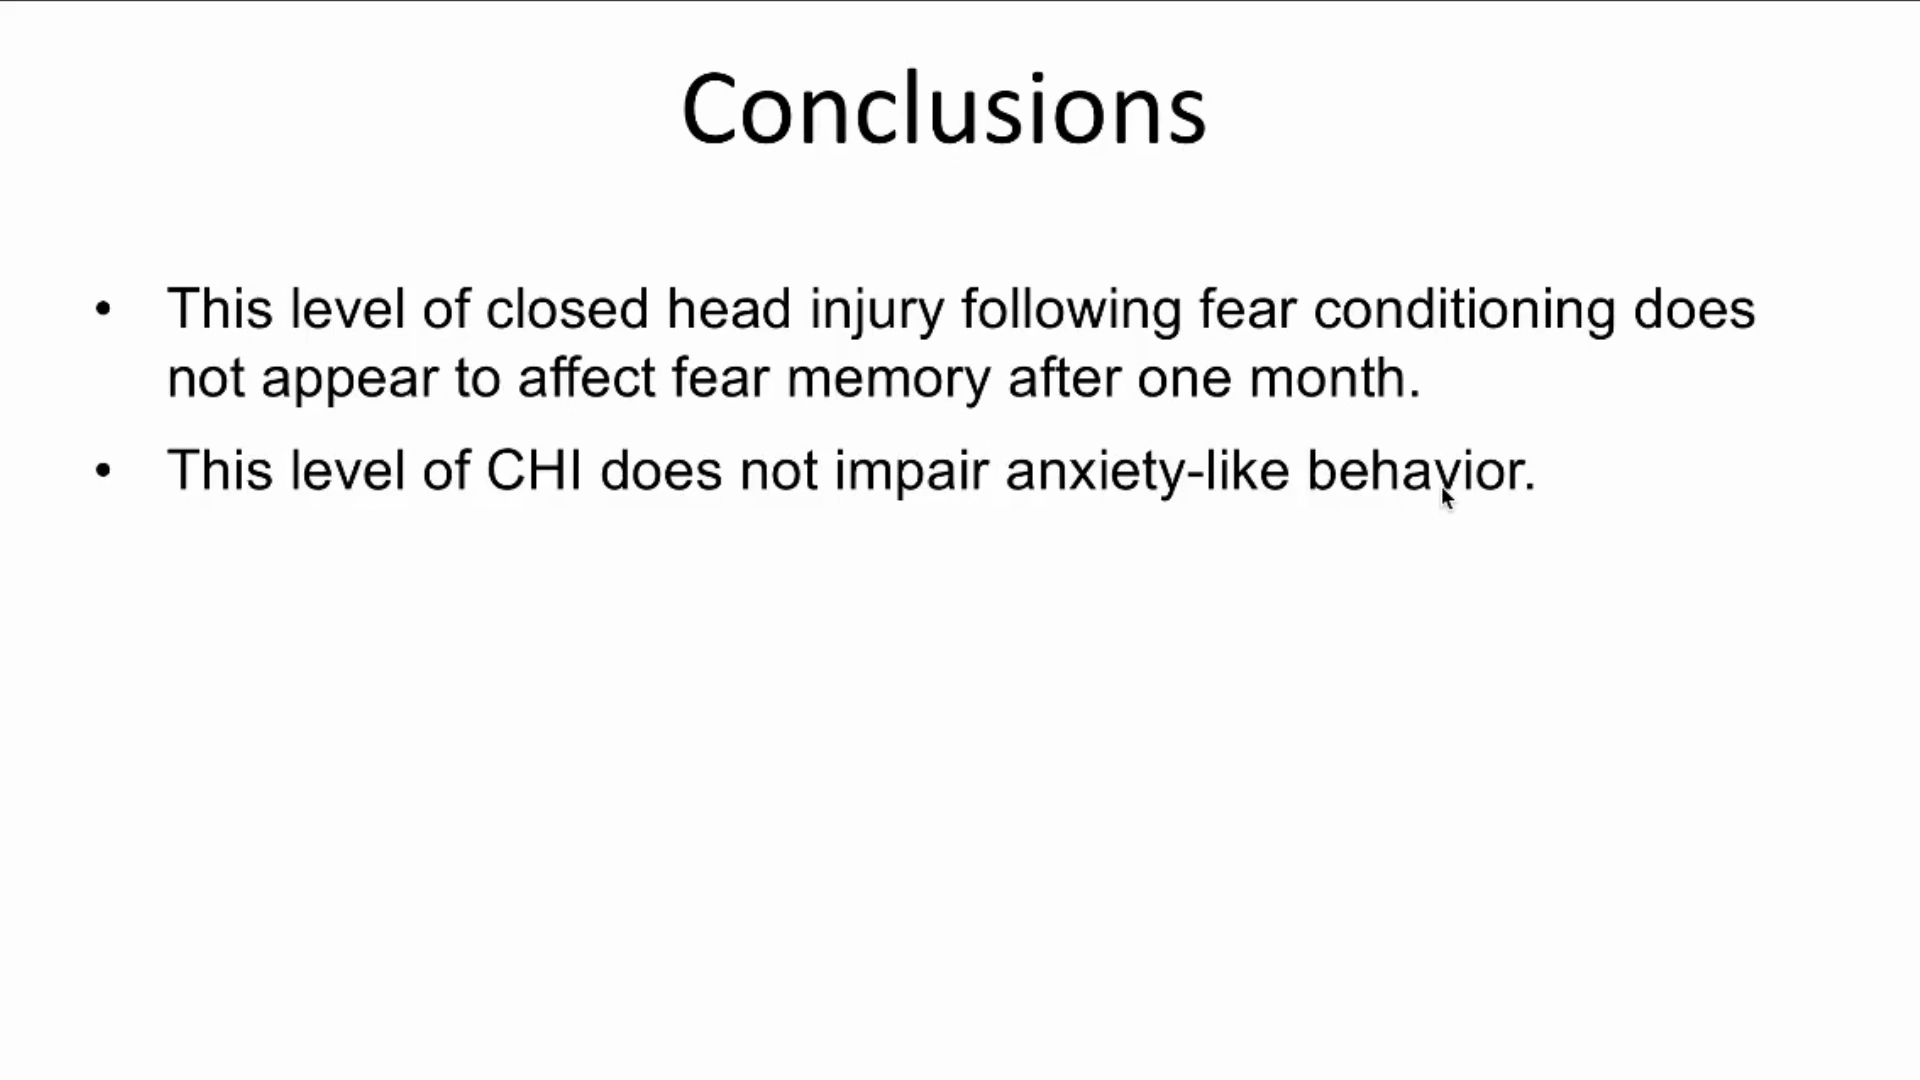 Conclusions
• This level of closed head injury following fear conditioning does
not appear to affect fear memory after one month.
• This level of CHI does not impair anxiety-like behavior.